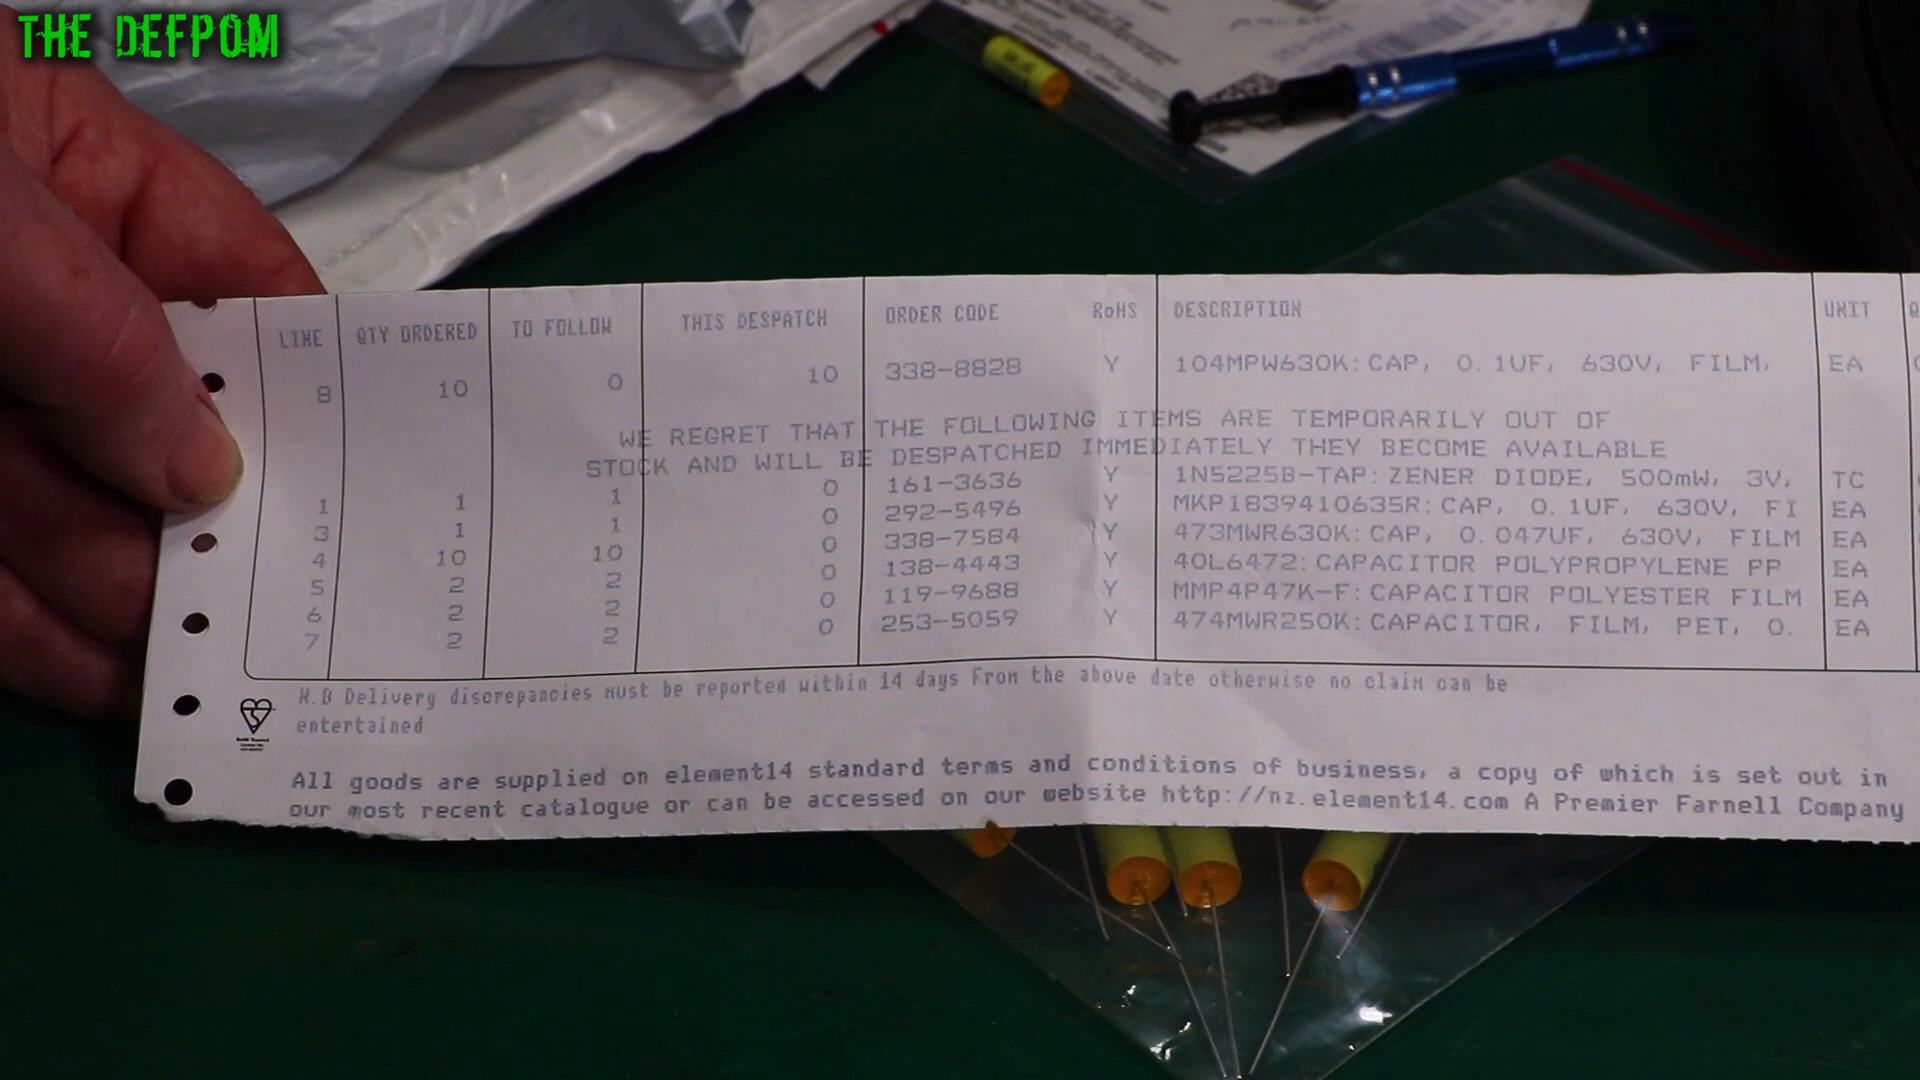 THE DEFPOM
LINE QTY ORDERED TO FOLLOW THIS DESPATCH ORDER CODE RoHS DESCRIPTION UNIT
8 10 0 10 338-8828 Y 104MPW630K: CAP, 0.1UF, 630V, FILM, EA
WE REGRET THAT THE FOLLOWING ITEMS ARE TEMPORARILY OUT OF
STOCK AND WILL BE DESPATCHED IMMEDIATELY THEY BECOME AVAILABLE
1 1 1 0 161-3636 Y 1N5225B-TAP: ZENER DIODE, 500mW, 3V, TC
3 1 1 0 292-5496 Y MKP1839410635R: CAP, 0.1UF, 630V, FI EA
4 10 10 0 338-7584 Y 473MWR630K: CAP, 0.047UF, 630V, FILM EA
5 2 2 0 138-4443 Y 40L6472: CAPACITOR POLYPROPYLENE PP EA
6 2 2 0 119-9688 Y MMP4P47K-F: CAPACITOR POLYESTER FILM EA
7 2 2 0 253-5059 Y 474MWR250K: CAPACITOR, FILM, PET, 0. EA
N.B Delivery discrepancies must be reported within 14 days From the above date otherwise no claim can be
entertained
All goods are supplied on element14 standard terms and conditions of business, a copy of which is set out in
our most recent catalogue or can be accessed on our website http://nz.element14.com A Premier Farnell Company